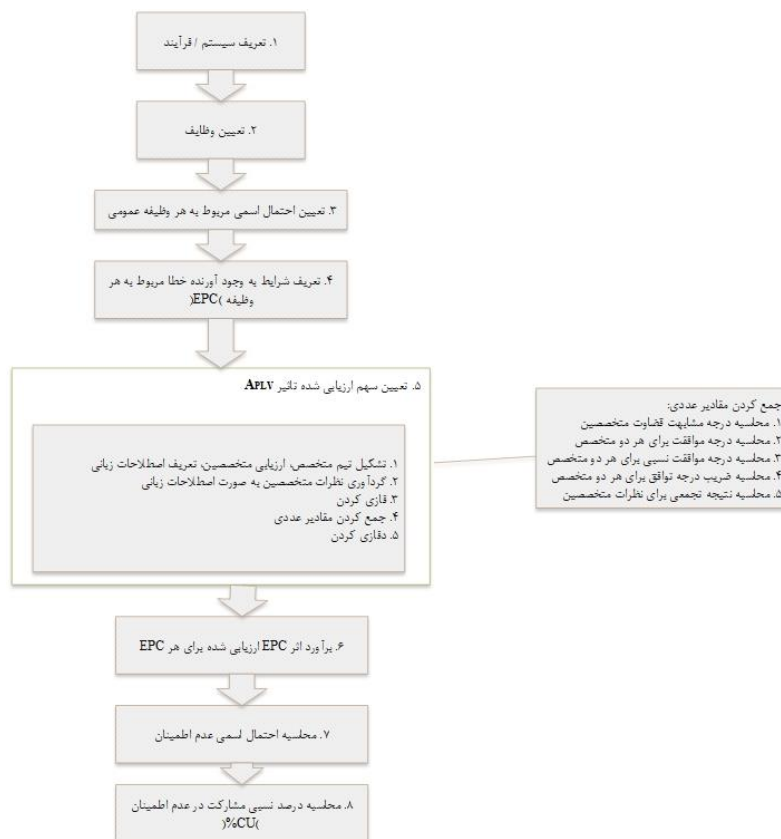 ۱. تعریف سیستم / فرآیند
۲. تعیین وظایف
۳. تعیین احتمال اسمی مربوط به هر وظیفه عمومی
۴. تعریف شرایط به وجود آورنده خطا مربوط به هر
وظیفه )EPC(
۵. تعیین سهم ارزیابی شده تاثیر APLV
۱. تشکیل تیم متخصص، ارزیابی متخصصین، تعریف اصطلاحات زبانی
۲. گردآوری نظرات متخصصین به صورت اصطلاحات زبانی
۳. فازی کردن
۴. جمع کردن مقادیر عددی
۵. دفازی کردن
جمع کردن مقادیر عددی:
۱. محاسبه درجه مشابهت قضاوت متخصصین
۲. محاسبه درجه موافقت برای هر دو متخصص
۳. محاسبه درجه موافقت نسبی برای هر دو متخصص
۴. محاسبه ضریب درجه توافق برای هر دو متخصص
۵. محاسبه نتیجه تجمعی برای نظرات متخصصین
۶. برآورد اثر EPC ارزیابی شده برای هر EPC
۷. محاسبه احتمال اسمی عدم اطمینان
۸. محاسبه درصد نسبی مشارکت در عدم اطمینان
)%CU(